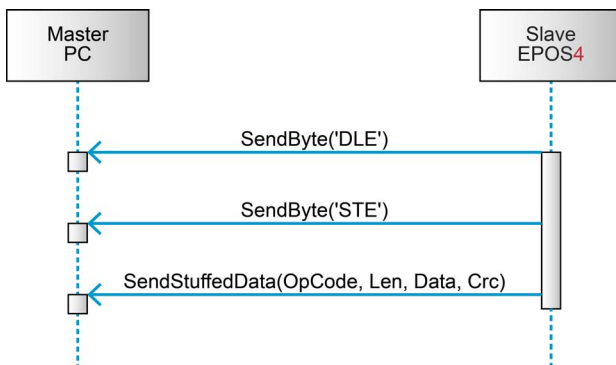 Master
PC
Slave
EPOS4
SendByte('DLE')
SendByte('STE')
SendStuffedData(OpCode, Len, Data, Crc)